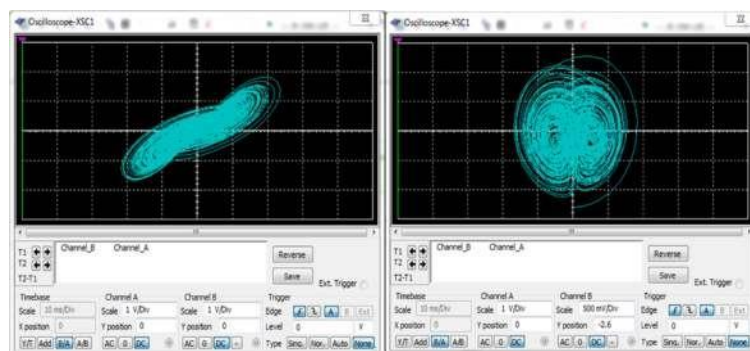 Oscilloscope-XSC1
T1
T2
T2-T1
Channel_B Channel_A
Reverse
Save
Ext. Trigger
Timebase
Scale 10 ms/Div
X position 0
Y/T Add B/A A/B
Channel A
Scale 1 V/Div
Y position 0
AC 0 DC
Channel B
Scale 1 V/Div
Y position 0
AC 0 DC -
Trigger
Edge A B Ext
Level 0 V
Type Sing. Nor. Auto None
Oscilloscope-XSC1
T1
T2
T2-T1
Channel_B Channel_A
Reverse
Save
Ext. Trigger
Timebase
Scale 10 ms/Div
X position 0
Y/T Add B/A A/B
Channel A
Scale 1 V/Div
Y position 0
AC 0 DC
Channel B
Scale 500 mV/Div
Y position -2.6
AC 0 DC -
Trigger
Edge A B Ext
Level 0 V
Type Sing. Nor. Auto None